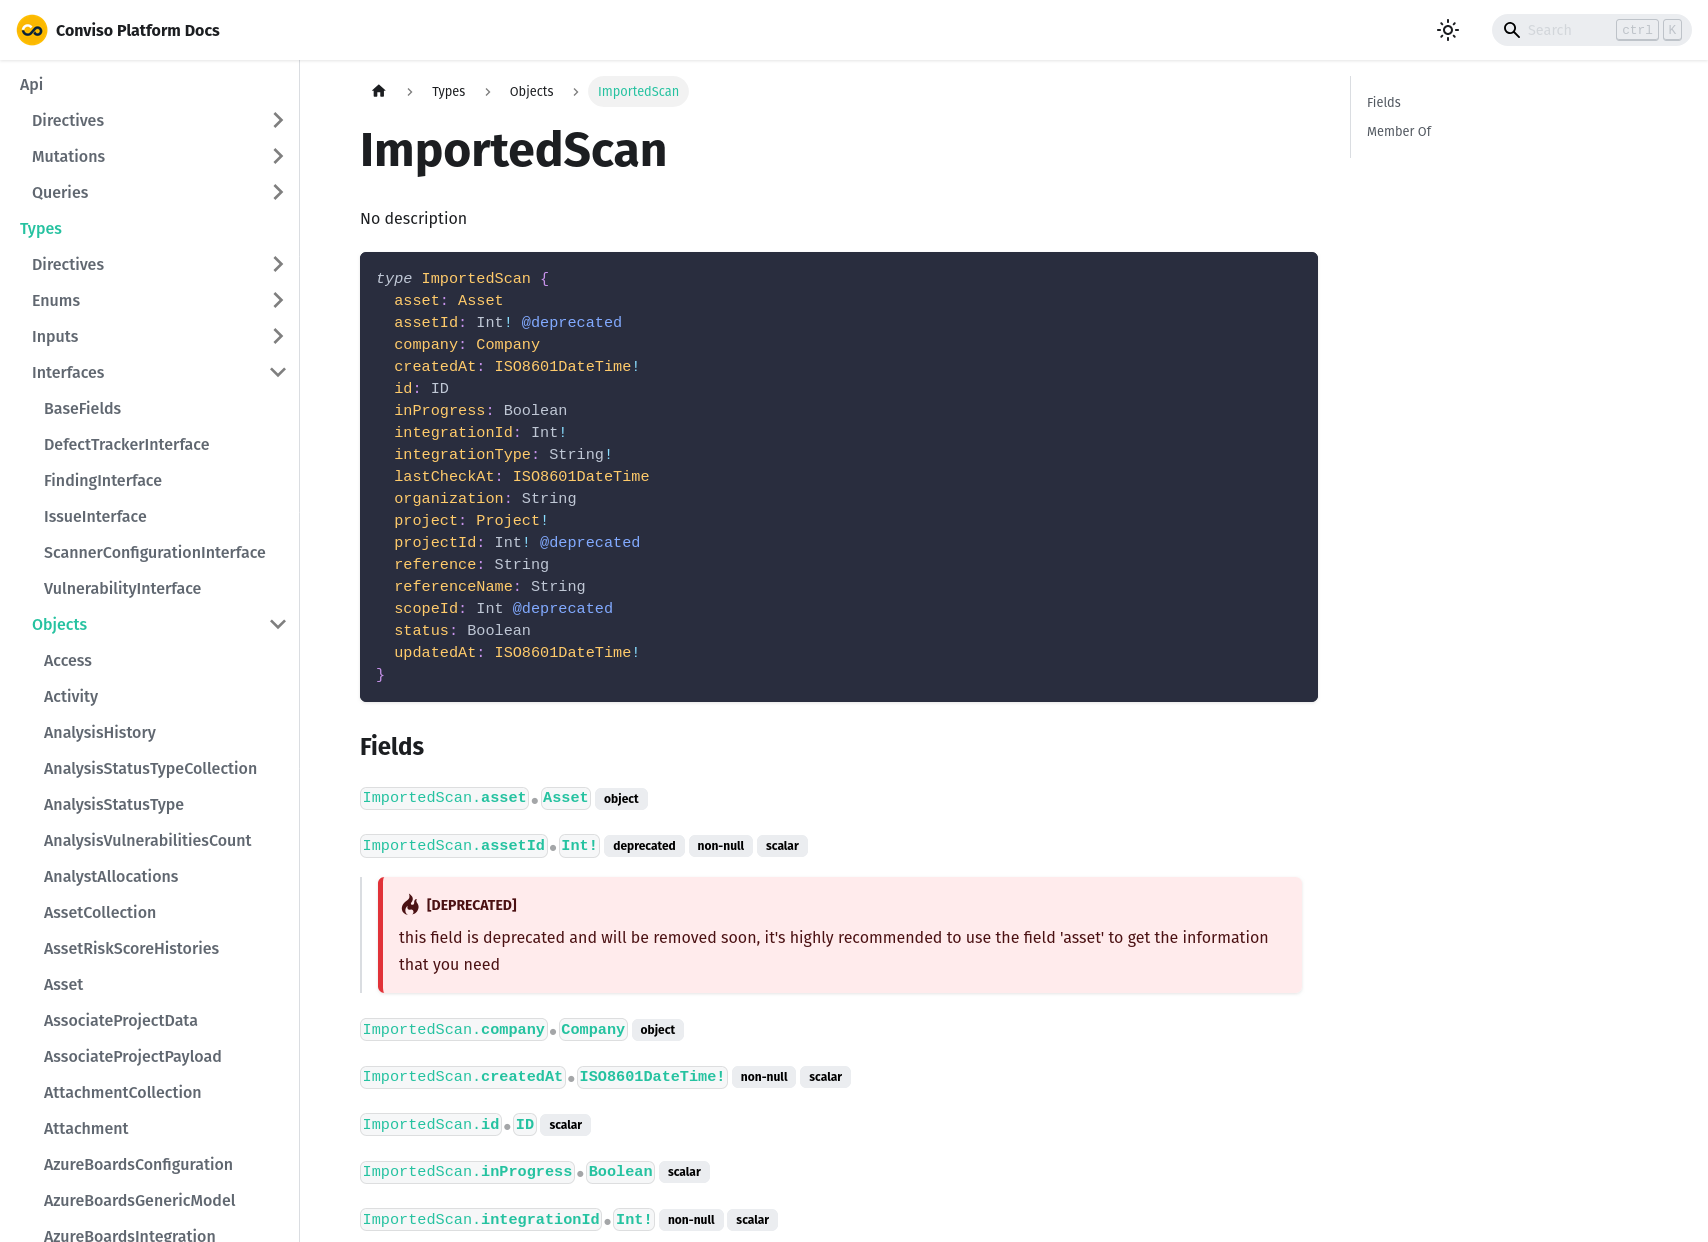 Conviso Platform Docs
Search
ctrl K
Api
Directives
Mutations
Queries
Types
Directives
Enums
Inputs
Interfaces
BaseFields
DefectTrackerInterface
FindingInterface
IssueInterface
ScannerConfigurationInterface
VulnerabilityInterface
Objects
Access
Activity
AnalysisHistory
AnalysisStatusTypeCollection
AnalysisStatusType
AnalysisVulnerabilitiesCount
AnalystAllocations
AssetCollection
AssetRiskScoreHistories
Asset
AssociateProjectData
AssociateProjectPayload
AttachmentCollection
Attachment
AzureBoardsConfiguration
AzureBoardsGenericModel
AzureBoardsIntegration
Types
Objects
ImportedScan
ImportedScan
No description
type ImportedScan {
  asset: Asset
  assetId: Int! @deprecated
  company: Company
  createdAt: ISO8601DateTime!
  id: ID
  inProgress: Boolean
  integrationId: Int!
  integrationType: String!
  lastCheckAt: ISO8601DateTime
  organization: String
  project: Project!
  projectId: Int! @deprecated
  reference: String
  referenceName: String
  scopeId: Int @deprecated
  status: Boolean
  updatedAt: ISO8601DateTime!
}
Fields
ImportedScan.asset ● Asset object
ImportedScan.assetId ● Int! deprecated non-null scalar
[DEPRECATED]
this field is deprecated and will be removed soon, it's highly recommended to use the field 'asset' to get the information
that you need
ImportedScan.company ● Company object
ImportedScan.createdAt ● ISO8601DateTime! non-null scalar
ImportedScan.id ● ID scalar
ImportedScan.inProgress ● Boolean scalar
ImportedScan.integrationId ● Int! non-null scalar
Fields
Member Of